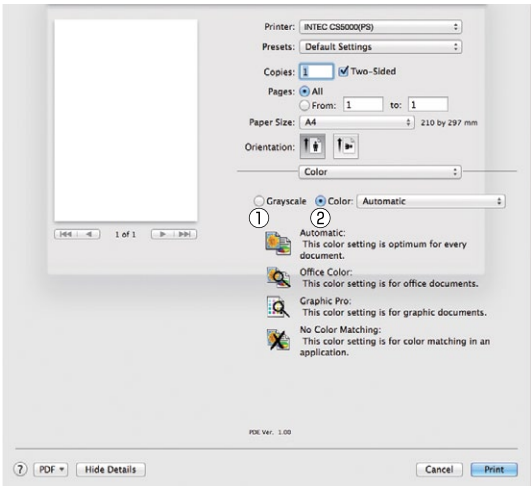 Printer: INTEC CS5000(PS)
Presets: Default Settings
Copies: 1 Two-Sided
Pages: All
From: 1 to: 1
Paper Size: A4 210 by 297 mm
Orientation:
Color
Grayscale Color: Automatic
① ②
1 of 1
Automatic:
This color setting is optimum for every
document.
Office Color:
This color setting is for office documents.
Graphic Pro:
This color setting is for graphic documents.
No Color Matching:
This color setting is for color matching in an
application.
PDE Ver. 1.00
? PDF Hide Details Cancel Print